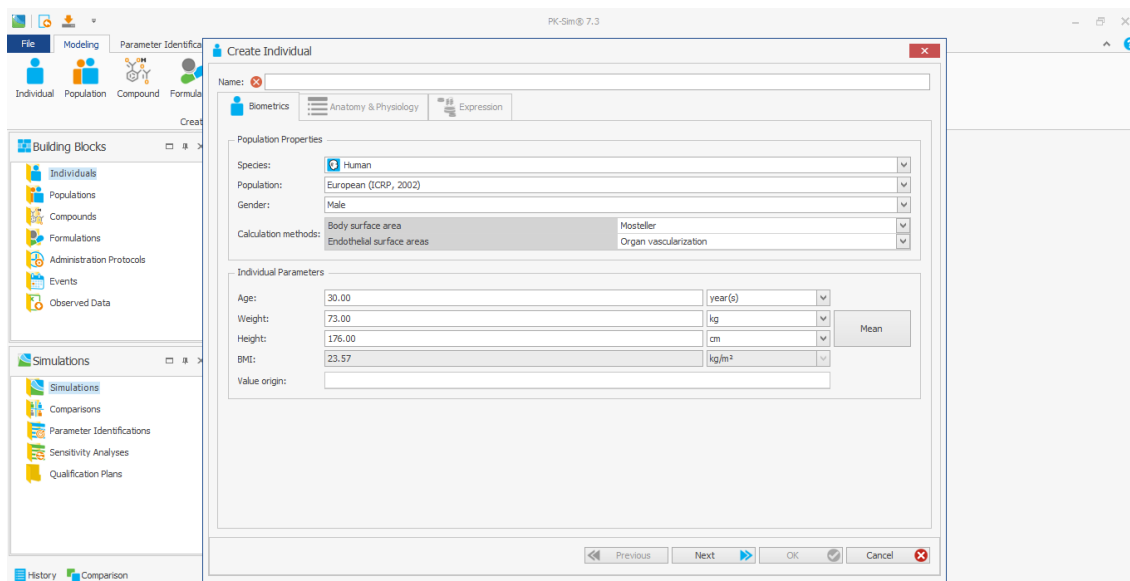 PK-Sim® 7.3
File Modeling Parameter Identifica
Individual Population Compound Formula
Creat
Building Blocks
Individuals
Populations
Compounds
Formulations
Administration Protocols
Events
Observed Data
Simulations
Simulations
Comparisons
Parameter Identifications
Sensitivity Analyses
Qualification Plans
History Comparison
Create Individual
Name:
Biometrics Anatomy & Physiology Expression
Population Properties
Species: Human
Population: European (ICRP, 2002)
Gender: Male
Calculation methods:
Body surface area Mosteller
Endothelial surface areas Organ vascularization
Individual Parameters
Age: 30.00 year(s)
Weight: 73.00 kg
Height: 176.00 cm
Mean
BMI: 23.57 kg/m²
Value origin:
Previous Next OK Cancel